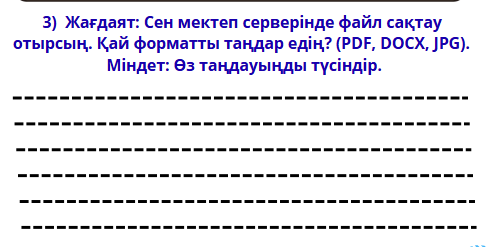 3) Жағдаят: Сен мектеп серверінде файл сақтау
отырсың. Қай форматты таңдар едің? (PDF, DOCX, JPG).
Міндет: Өз таңдауыңды түсіндір.